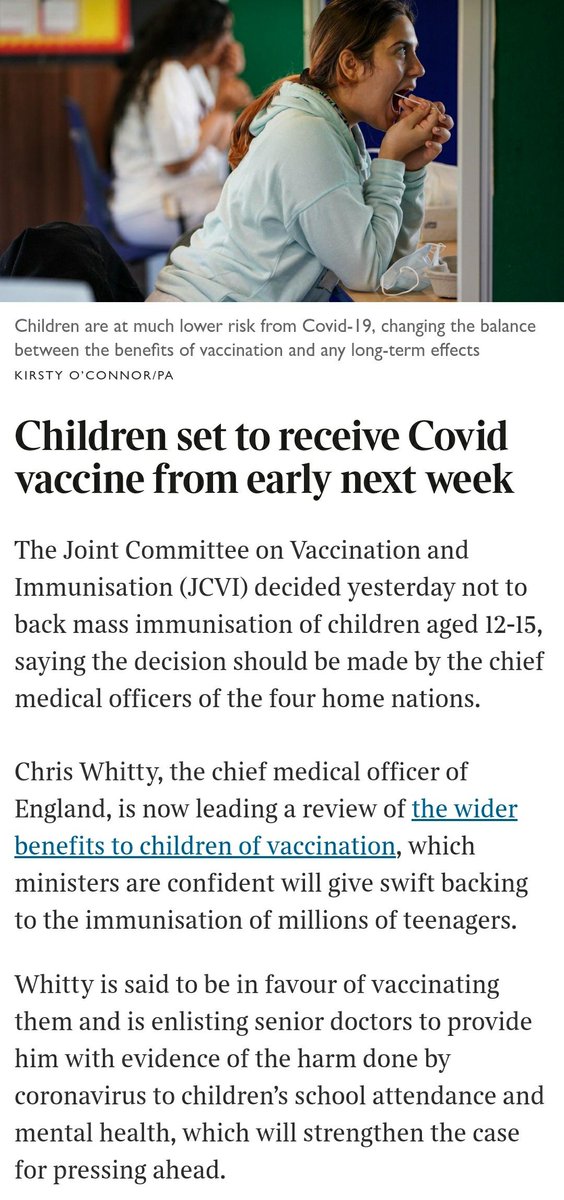 Children are at much lower risk from Covid-19, changing the balance
between the benefits of vaccination and any long-term effects
KIRSTY O'CONNOR/PA
Children set to receive Covid
vaccine from early next week
The Joint Committee on Vaccination and
Immunisation (JCVI) decided yesterday not to
back mass immunisation of children aged 12-15,
saying the decision should be made by the chief
medical officers of the four home nations.
Chris Whitty, the chief medical officer of
England, is now leading a review of the wider
benefits to children of vaccination, which
ministers are confident will give swift backing
to the immunisation of millions of teenagers.
Whitty is said to be in favour of vaccinating
them and is enlisting senior doctors to provide
him with evidence of the harm done by
coronavirus to children's school attendance and
mental health, which will strengthen the case
for pressing ahead.